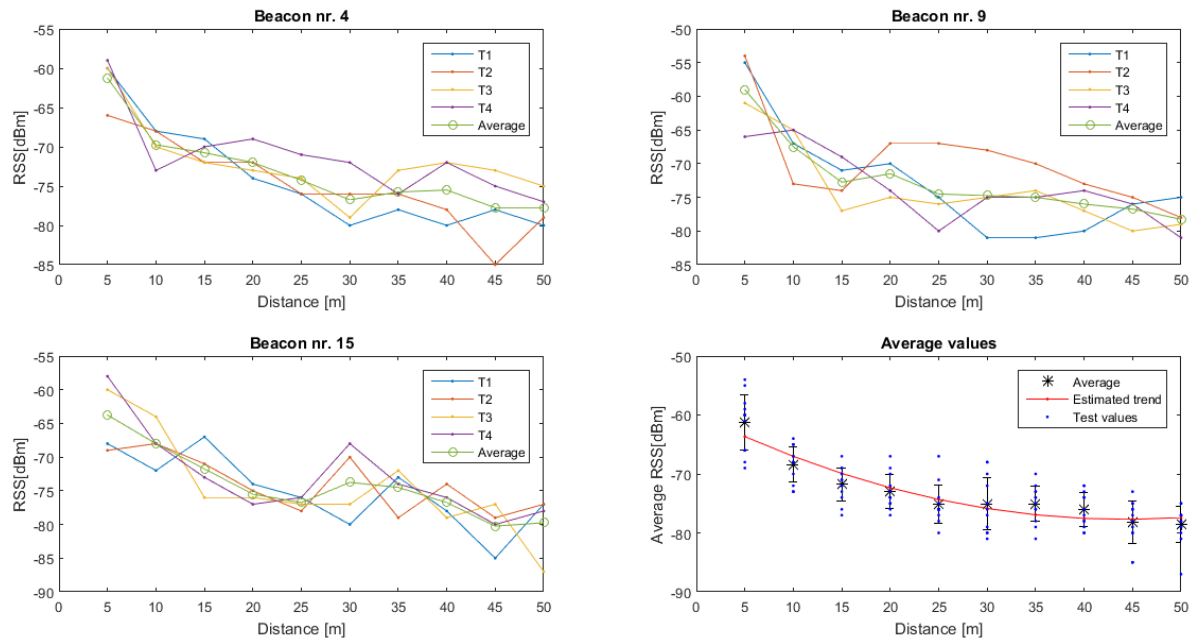 Beacon nr. 4
-55
-60
-65
-70
-75
-80
-85
RSS[dBm]
T1
T2
T3
T4
Average
0 5 10 15 20 25 30 35 40 45 50
Distance [m]
Beacon nr. 9
-50
-55
-60
-65
-70
-75
-80
-85
RSS[dBm]
T1
T2
T3
T4
Average
0 5 10 15 20 25 30 35 40 45 50
Distance [m]
Beacon nr. 15
-55
-60
-65
-70
-75
-80
-85
-90
RSS[dBm]
T1
T2
T3
T4
Average
0 5 10 15 20 25 30 35 40 45 50
Distance [m]
Average values
-50
-60
-70
-80
-90
Average RSS[dBm]
Average
Estimated trend
Test values
0 5 10 15 20 25 30 35 40 45 50
Distance [m]